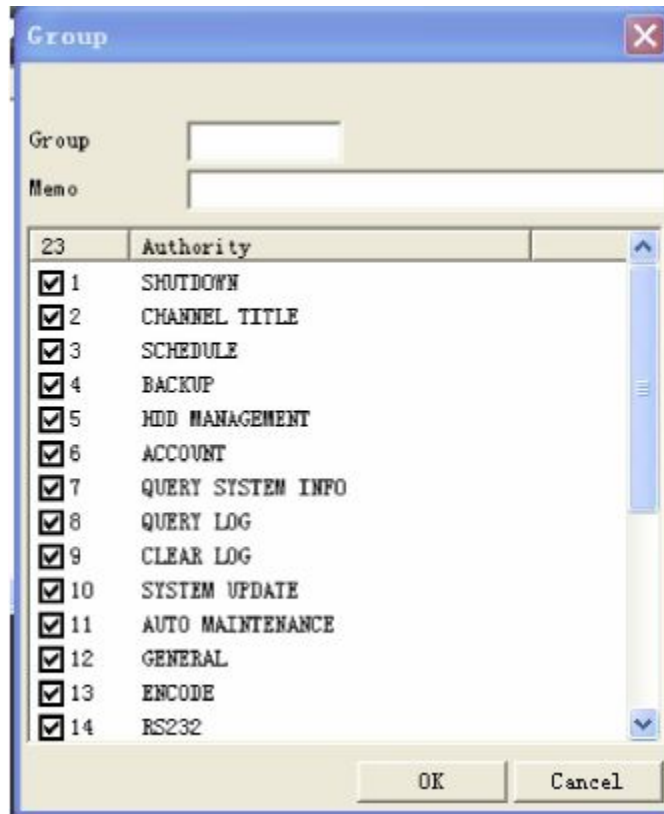 Group
Group
Memo
23 Authority
1 SHUTDOWN
2 CHANNEL TITLE
3 SCHEDULE
4 BACKUP
5 HDD MANAGEMENT
6 ACCOUNT
7 QUERY SYSTEM INFO
8 QUERY LOG
9 CLEAR LOG
10 SYSTEM UPDATE
11 AUTO MAINTENANCE
12 GENERAL
13 ENCODE
14 RS232
OK Cancel